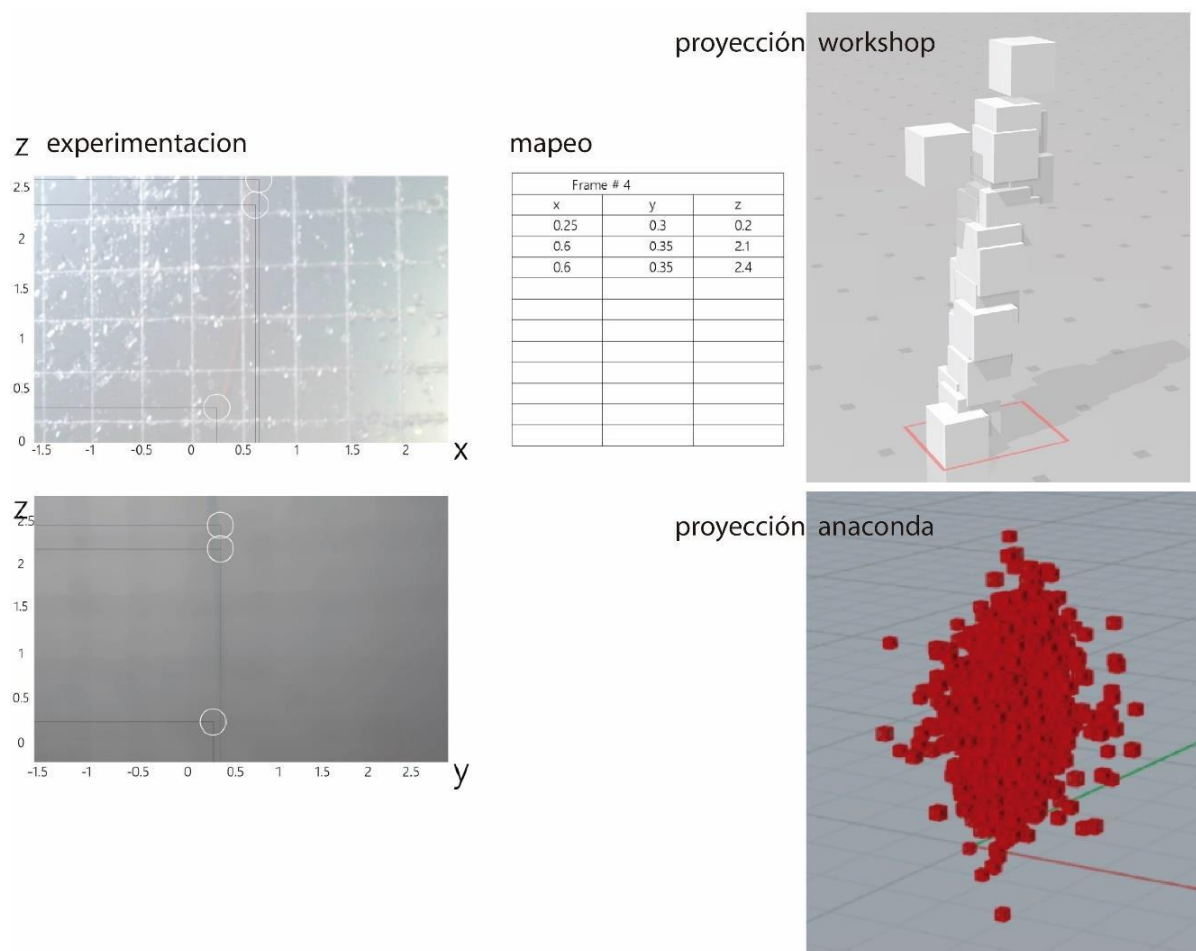 proyección workshop
z experimentacion
2.5
2
1.5
1
0.5
0
-1.5 -1 -0.5 0 0.5 1 1.5 2
x
mapeo
Frame # 4
x y z
0.25 0.3 0.2
0.6 0.35 2.1
0.6 0.35 2.4
z
2.5
2
1.5
1
0.5
0
-1.5 -1 -0.5 0 0.5 1 1.5 2 2.5
y
proyección anaconda